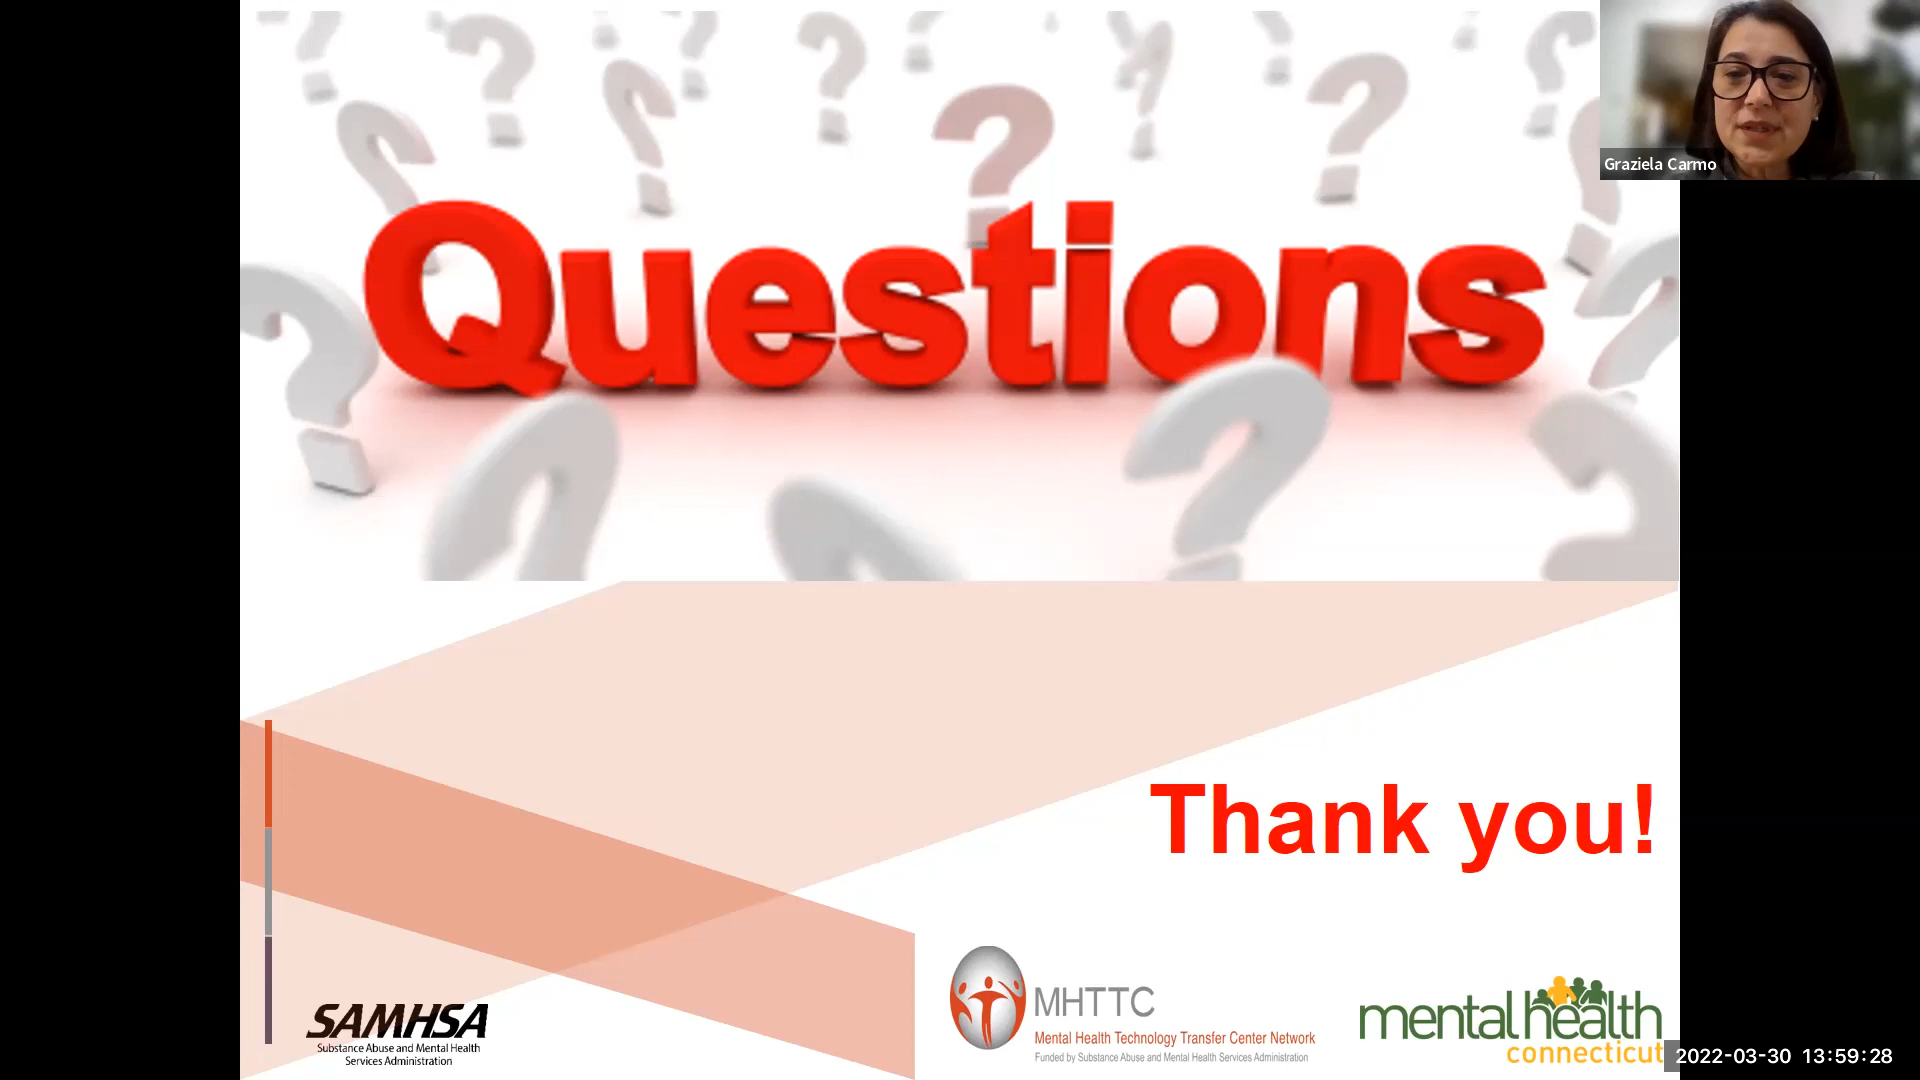 Graziela Carmo
Questions
Thank you!
SAMHSA
Substance Abuse and Mental Health
Services Administration
MHTTC
Mental Health Technology Transfer Center Network
Funded by Substance Abuse and Mental Health Services Administration
mental health
connecticut
2022-03-30 13:59:28